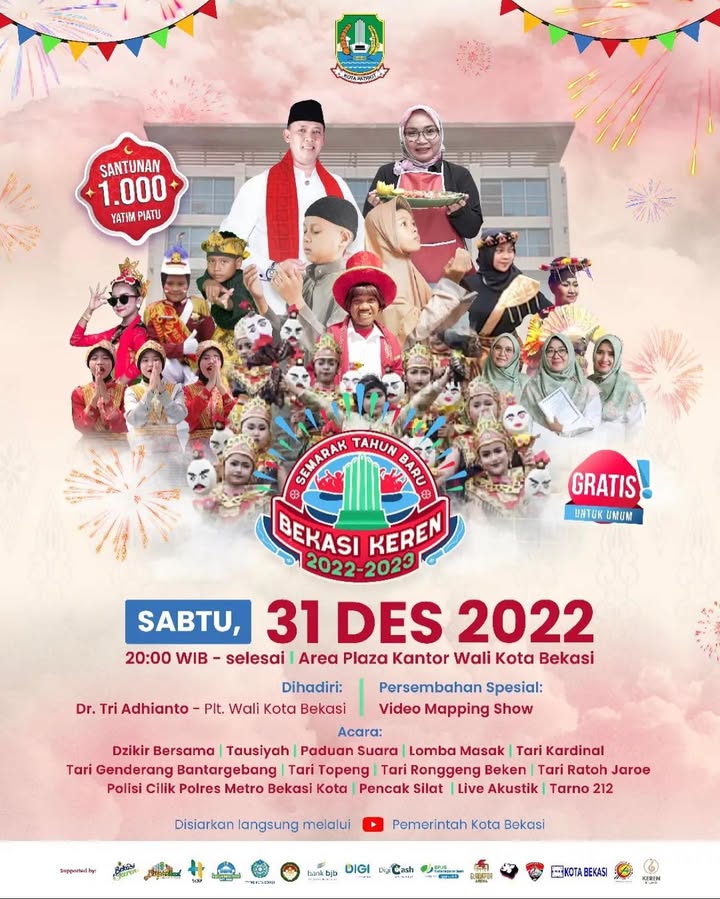 KOTA PATRIOT
SANTUNAN
1.000
YATIM PIATU
SEMARAK TAHUN BARU
BEKASI KEREN
2022-2023
GRATIS!
UNTUK UMUM
SABTU, 31 DES 2022
20:00 WIB - selesai | Area Plaza Kantor Wali Kota Bekasi
Dihadiri:
Dr. Tri Adhianto - Plt. Wali Kota Bekasi
Persembahan Spesial:
Video Mapping Show
Acara:
Dzikir Bersama | Tausiyah | Paduan Suara | Lomba Masak | Tari Kardinal
Tari Genderang Bantargebang | Tari Topeng | Tari Ronggeng Beken | Tari Ratoh Jaroe
Polisi Cilik Polres Metro Bekasi Kota | Pencak Silat | Live Akustik | Tarno 212
Disiarkan langsung melalui Pemerintah Kota Bekasi
Supported by: bank bjb DIGI DigiCash KOTA BEKASI KEREN